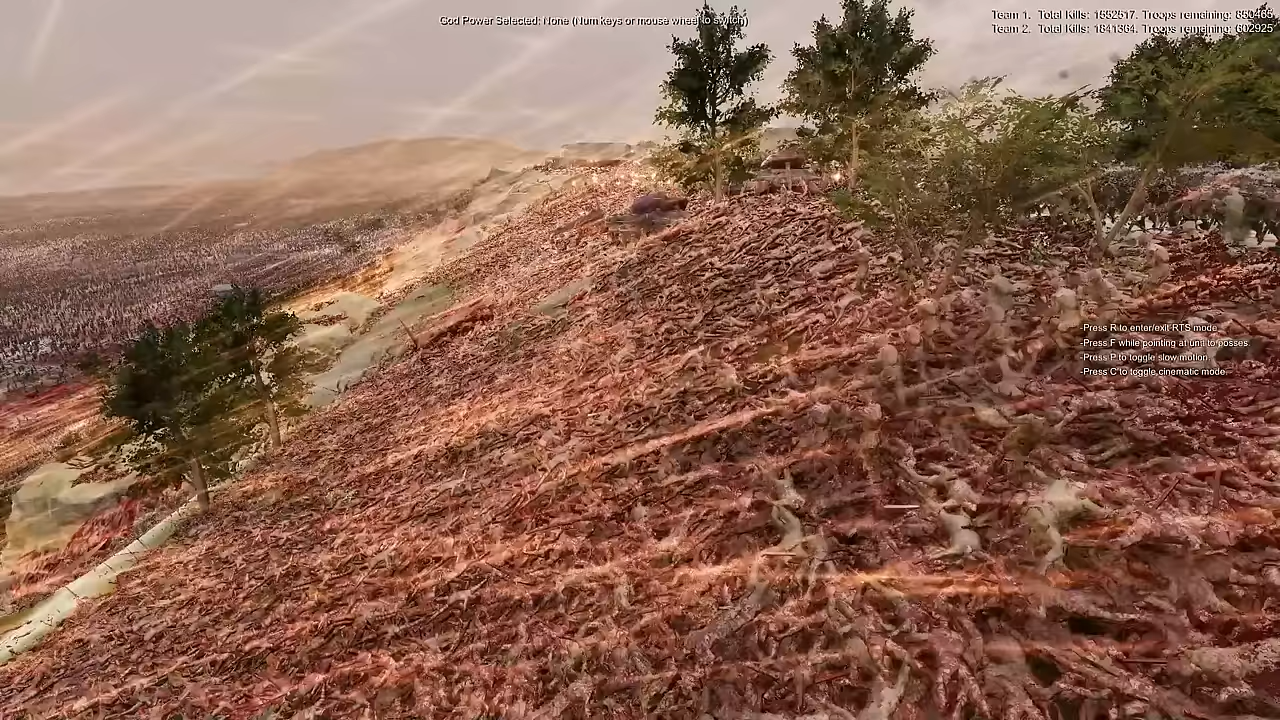 God Power Selected: None (Num keys or mouse wheel to switch)
Team 1. Total Kills: 1552517. Troops remaining: 650465
Team 2. Total Kills: 1841384. Troops remaining: 602925
-Press R to enter/exit RTS mode.
-Press F while pointing at unit to posses.
-Press P to toggle slow motion.
-Press C to toggle cinematic mode.